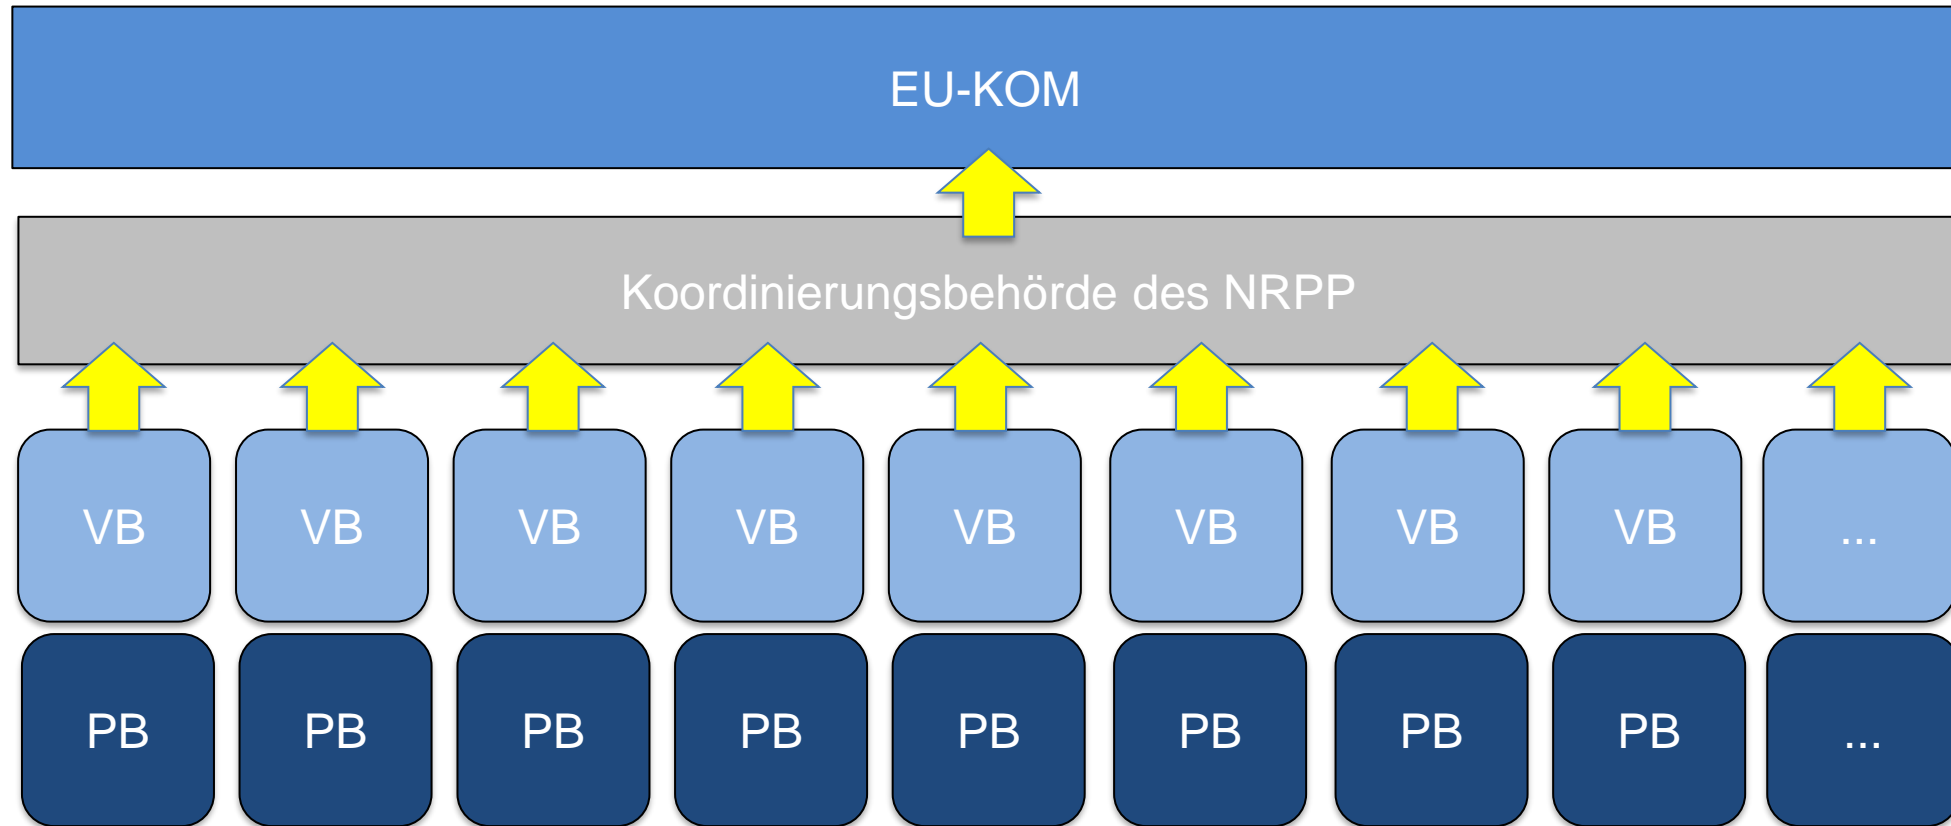 EU-KOM
Koordinierungsbehörde des NRPP
VB VB VB VB VB VB VB VB ...
PB PB PB PB PB PB PB PB ...